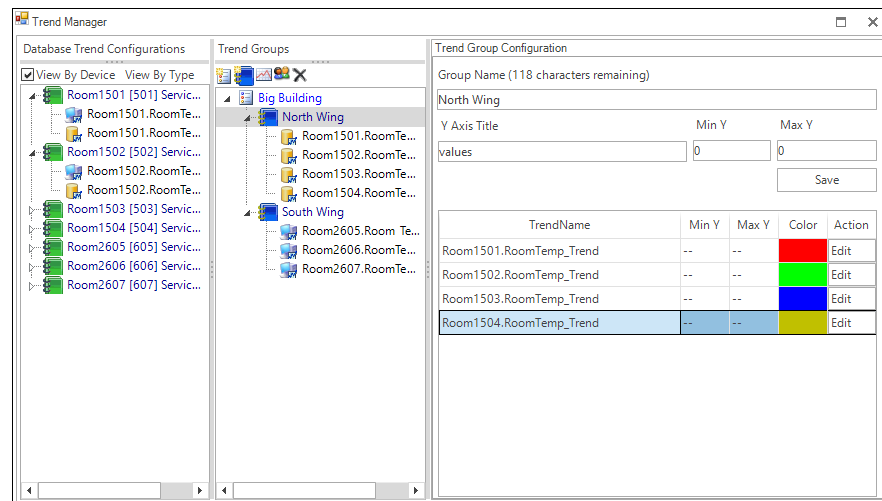 Trend Manager
Database Trend Configurations
View By Device View By Type
Room1501 [501] Servic...
Room1501.RoomTe...
Room1501.RoomTe...
Room1502 [502] Servic...
Room1502.RoomTe...
Room1502.RoomTe...
Room1503 [503] Servic...
Room1504 [504] Servic...
Room2605 [605] Servic...
Room2606 [606] Servic...
Room2607 [607] Servic...
Trend Groups
Big Building
North Wing
Room1501.RoomTe...
Room1502.RoomTe...
Room1503.RoomTe...
Room1504.RoomTe...
South Wing
Room2605.Room Te...
Room2606.RoomTe...
Room2607.RoomTe...
Trend Group Configuration
Group Name (118 characters remaining)
North Wing
Y Axis Title Min Y Max Y
values 0 0
Save
TrendName Min Y Max Y Color Action
Room1501.RoomTemp_Trend -- -- Edit
Room1502.RoomTemp_Trend -- -- Edit
Room1503.RoomTemp_Trend -- -- Edit
Room1504.RoomTemp_Trend -- -- Edit